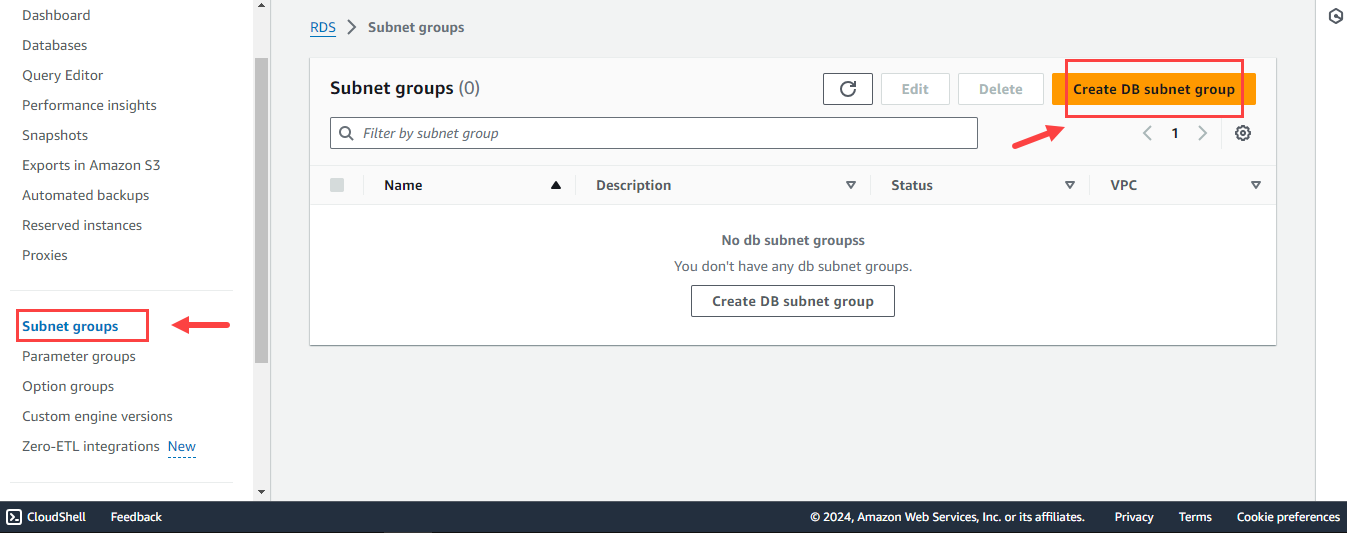 Dashboard
Databases
Query Editor
Performance insights
Snapshots
Exports in Amazon S3
Automated backups
Reserved instances
Proxies
Subnet groups
Parameter groups
Option groups
Custom engine versions
Zero-ETL integrations New
RDS > Subnet groups
Subnet groups (0)
Edit
Delete
Create DB subnet group
Filter by subnet group
1
Name
Description
Status
VPC
No db subnet groupss
You don't have any db subnet groups.
Create DB subnet group
CloudShell
Feedback
© 2024, Amazon Web Services, Inc. or its affiliates.
Privacy
Terms
Cookie preferences